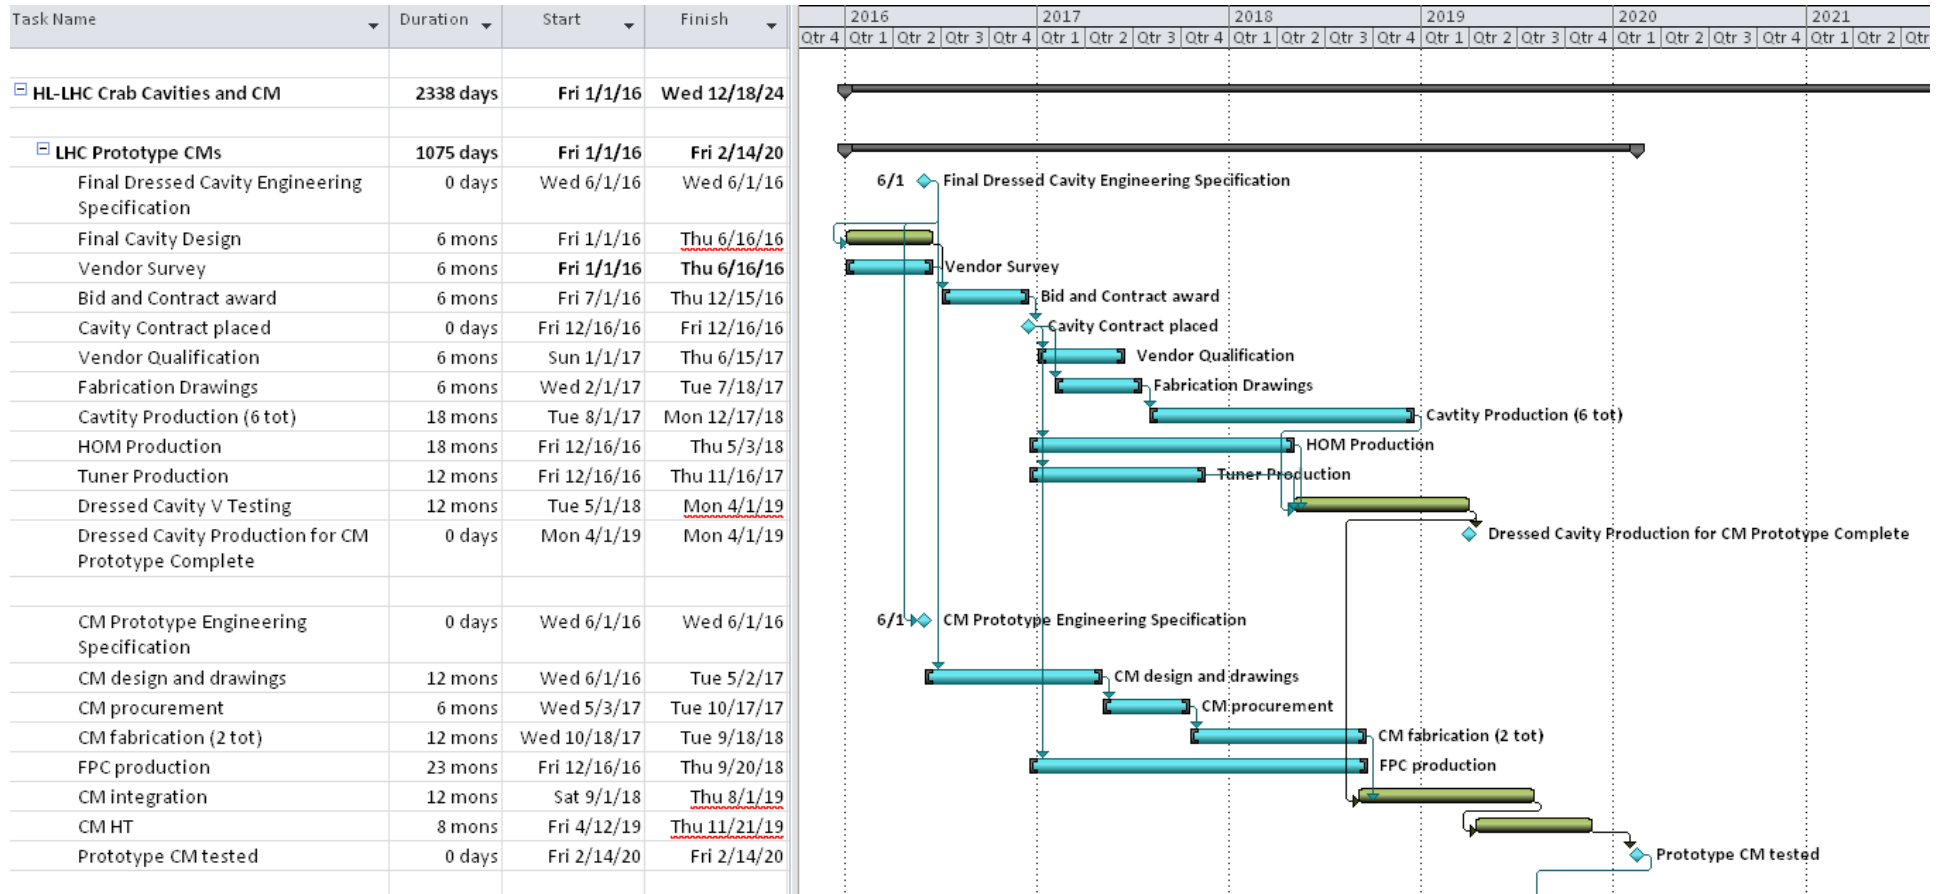 Task Name Duration Start Finish 2016 2017 2018 2019 2020 2021
Qtr 4 Qtr 1 Qtr 2 Qtr 3 Qtr 4 Qtr 1 Qtr 2 Qtr 3 Qtr 4 Qtr 1 Qtr 2 Qtr 3 Qtr 4 Qtr 1 Qtr 2 Qtr 3 Qtr 4 Qtr 1 Qtr 2 Qtr 3 Qtr 4 Qtr 1 Qtr 2 Qtr
HL-LHC Crab Cavities and CM 2338 days Fri 1/1/16 Wed 12/18/24
LHC Prototype CMs 1075 days Fri 1/1/16 Fri 2/14/20
Final Dressed Cavity Engineering 0 days Wed 6/1/16 Wed 6/1/16 6/1 Final Dressed Cavity Engineering Specification
Specification
Final Cavity Design 6 mons Fri 1/1/16 Thu 6/16/16
Vendor Survey 6 mons Fri 1/1/16 Thu 6/16/16 Vendor Survey
Bid and Contract award 6 mons Fri 7/1/16 Thu 12/15/16 Bid and Contract award
Cavity Contract placed 0 days Fri 12/16/16 Fri 12/16/16 Cavity Contract placed
Vendor Qualification 6 mons Sun 1/1/17 Thu 6/15/17 Vendor Qualification
Fabrication Drawings 6 mons Wed 2/1/17 Tue 7/18/17 Fabrication Drawings
Cavtity Production (6 tot) 18 mons Tue 8/1/17 Mon 12/17/18 Cavtity Production (6 tot)
HOM Production 18 mons Fri 12/16/16 Thu 5/3/18 HOM Production
Tuner Production 12 mons Fri 12/16/16 Thu 11/16/17 Tuner Production
Dressed Cavity V Testing 12 mons Tue 5/1/18 Mon 4/1/19
Dressed Cavity Production for CM 0 days Mon 4/1/19 Mon 4/1/19 Dressed Cavity Production for CM Prototype Complete
Prototype Complete
CM Prototype Engineering 0 days Wed 6/1/16 Wed 6/1/16 6/1 CM Prototype Engineering Specification
Specification
CM design and drawings 12 mons Wed 6/1/16 Tue 5/2/17 CM design and drawings
CM procurement 6 mons Wed 5/3/17 Tue 10/17/17 CM procurement
CM fabrication (2 tot) 12 mons Wed 10/18/17 Tue 9/18/18 CM fabrication (2 tot)
FPC production 23 mons Fri 12/16/16 Thu 9/20/18 FPC production
CM integration 12 mons Sat 9/1/18 Thu 8/1/19
CM HT 8 mons Fri 4/12/19 Thu 11/21/19
Prototype CM tested 0 days Fri 2/14/20 Fri 2/14/20 Prototype CM tested